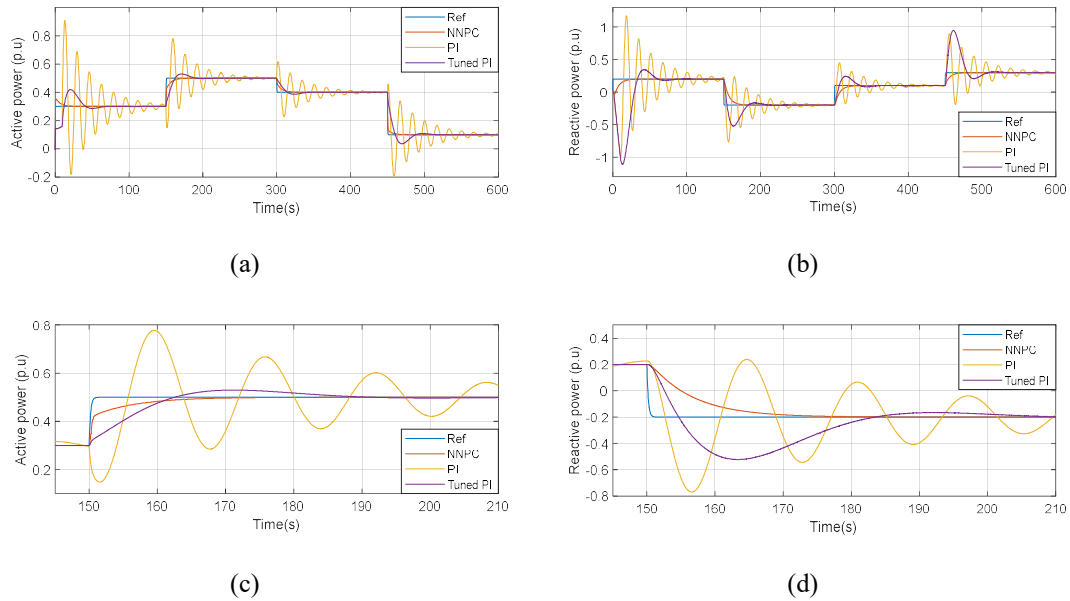 Active power (p.u)
0.8
0.6
0.4
0.2
0
-0.2
0
100
200
300
400
500
600
Time(s)
Ref
NNPC
PI
Tuned PI
(a)
Reactive power (p.u)
1
0.5
0
-0.5
-1
0
100
200
300
400
500
600
Time(s)
Ref
NNPC
PI
Tuned PI
(b)
Active power (p.u)
0.8
0.6
0.4
0.2
150
160
170
180
190
200
210
Time(s)
Ref
NNPC
PI
Tuned PI
(c)
Reactive power (p.u)
0.4
0.2
0
-0.2
-0.4
-0.6
-0.8
150
160
170
180
190
200
210
Time(s)
Ref
NNPC
PI
Tuned PI
(d)